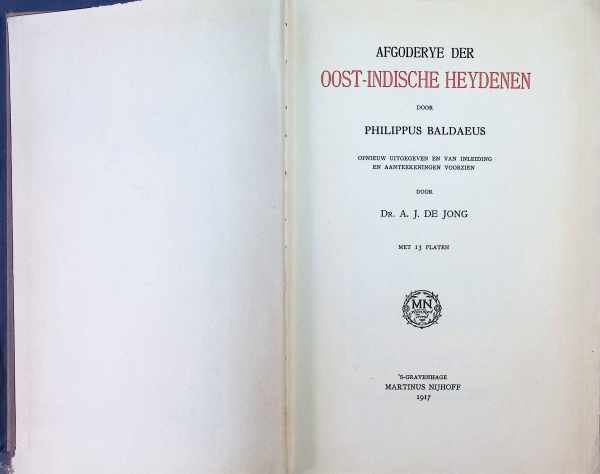 AFGODERYE DER
OOST-INDISCHE HEYDENEN
DOOR
PHILIPPUS BALDAEUS
OPNIEUW UITGEGEVEN EN VAN INLEIDING
EN AANTEEKENINGEN VOORZIEN
DOOR
DR. A. J. DE JONG
MET 13 PLATEN
MN
'S-GRAVENHAGE
MARTINUS NIJHOFF
1917